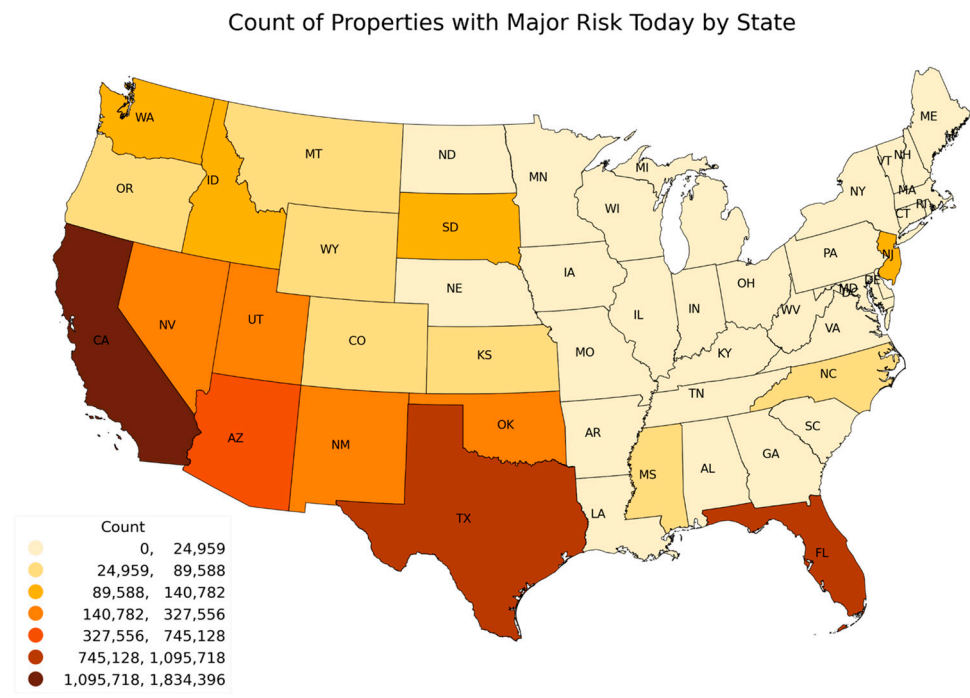 Count of Properties with Major Risk Today by State
WA
ME
MT
ND
VT
NH
MN
MI
OR
ID
NY
MA
WI
RI
CT
SD
WY
NJ
PA
IA
DE
NE
OH
MD
DC
UT
NV
IL
IN
WV
VA
CA
CO
KS
MO
KY
NC
TN
AZ
NM
OK
AR
SC
GA
MS
AL
TX
LA
FL
Count
0, 24,959
24,959, 89,588
89,588, 140,782
140,782, 327,556
327,556, 745,128
745,128, 1,095,718
1,095,718, 1,834,396